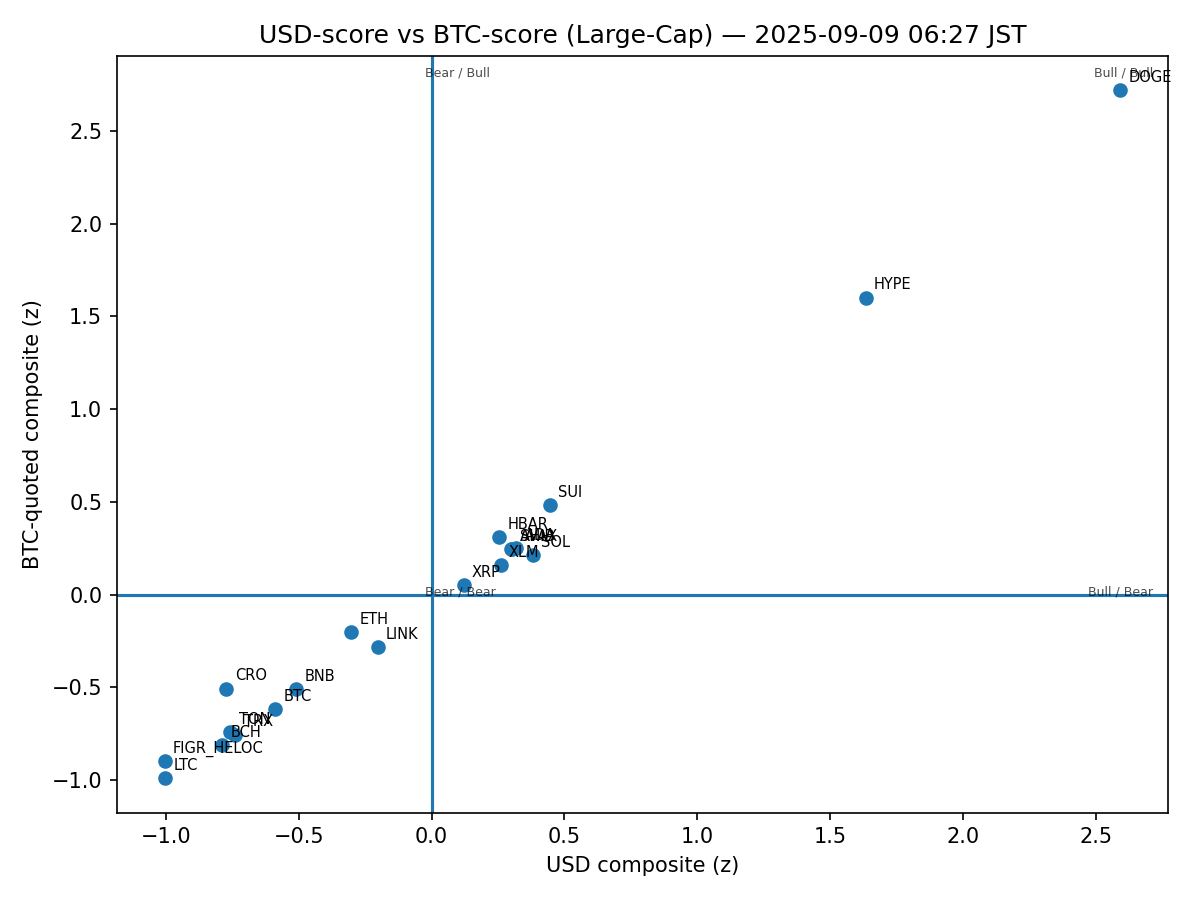 USD-score vs BTC-score (Large-Cap) — 2025-09-09 06:27 JST
Bear / Bull
Bull / Bull
DOGE
2.5
2.0
HYPE
1.5
1.0
0.5
SUI
HBAR
SOL
XLM
XRP
0.0
Bear / Bear
Bull / Bear
ETH
LINK
CRO
BNB
−0.5
BTC
TON
TRX
BCH
FIGR_HELOC
LTC
−1.0
−1.0
−0.5
0.0
0.5
1.0
1.5
2.0
2.5
USD composite (z)
BTC-quoted composite (z)